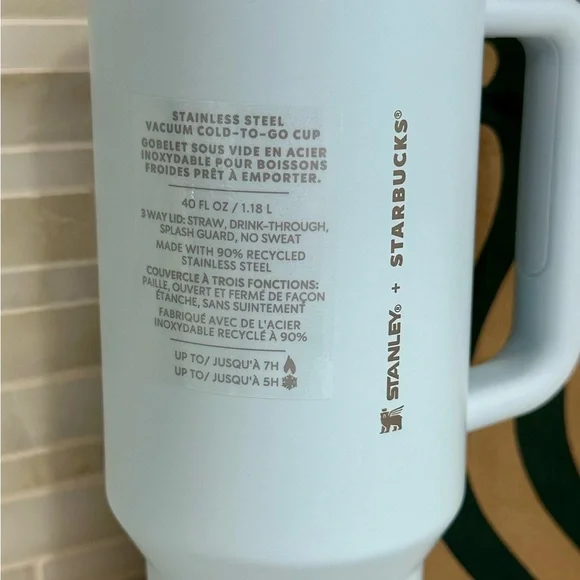 STAINLESS STEEL
VACUUM COLD-TO-GO CUP
GOBELET SOUS VIDE EN ACIER
INOXYDABLE POUR BOISSONS
FROIDES PRÊT À EMPORTER.
40 FL OZ / 1.18 L
3 WAY LID: STRAW, DRINK-THROUGH,
SPLASH GUARD, NO SWEAT
MADE WITH 90% RECYCLED
STAINLESS STEEL
COUVERCLE À TROIS FONCTIONS:
PAILLE, OUVERT ET FERMÉ DE FAÇON
ÉTANCHE, SANS SUINTEMENT
FABRIQUÉ AVEC DE L'ACIER
INOXYDABLE RECYCLÉ À 90%
UP TO/ JUSQU'À 7H
UP TO/ JUSQU'À 5H
STANLEY® + STARBUCKS®